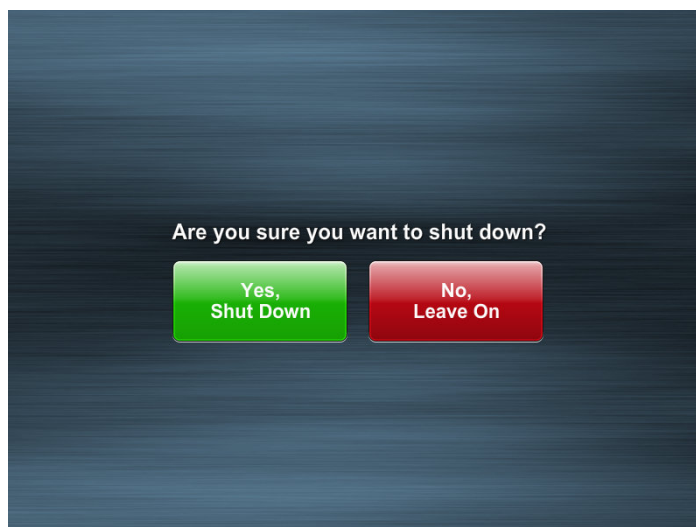 Are you sure you want to shut down?
Yes,
Shut Down
No,
Leave On